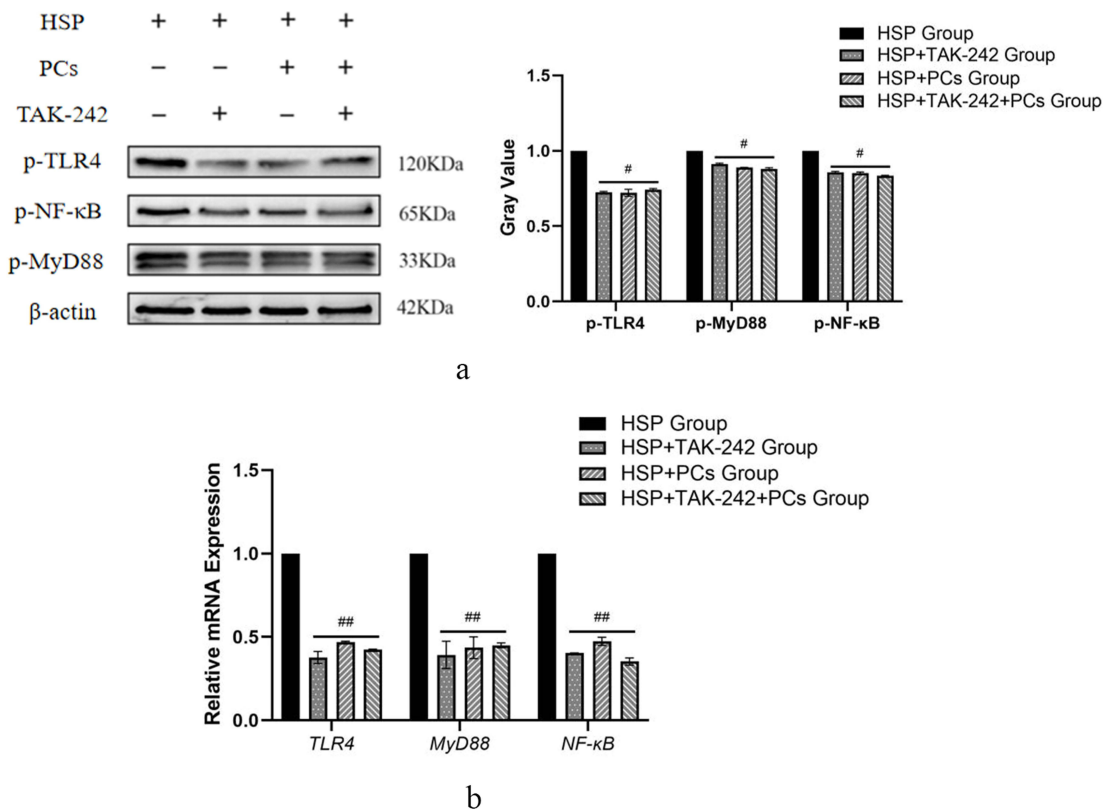 HSP + + + +
PCs – – + +
TAK-242 – + – +
p-TLR4 120KDa
p-NF-κB 65KDa
p-MyD88 33KDa
β-actin 42KDa
HSP Group
HSP+TAK-242 Group
HSP+PCs Group
HSP+TAK-242+PCs Group
Gray Value
1.5
1.0
0.5
0.0
# # #
p-TLR4 p-MyD88 p-NF-κB
a
HSP Group
HSP+TAK-242 Group
HSP+PCs Group
HSP+TAK-242+PCs Group
Relative mRNA Expression
1.5
1.0
0.5
0.0
## ## ##
TLR4 MyD88 NF-κB
b